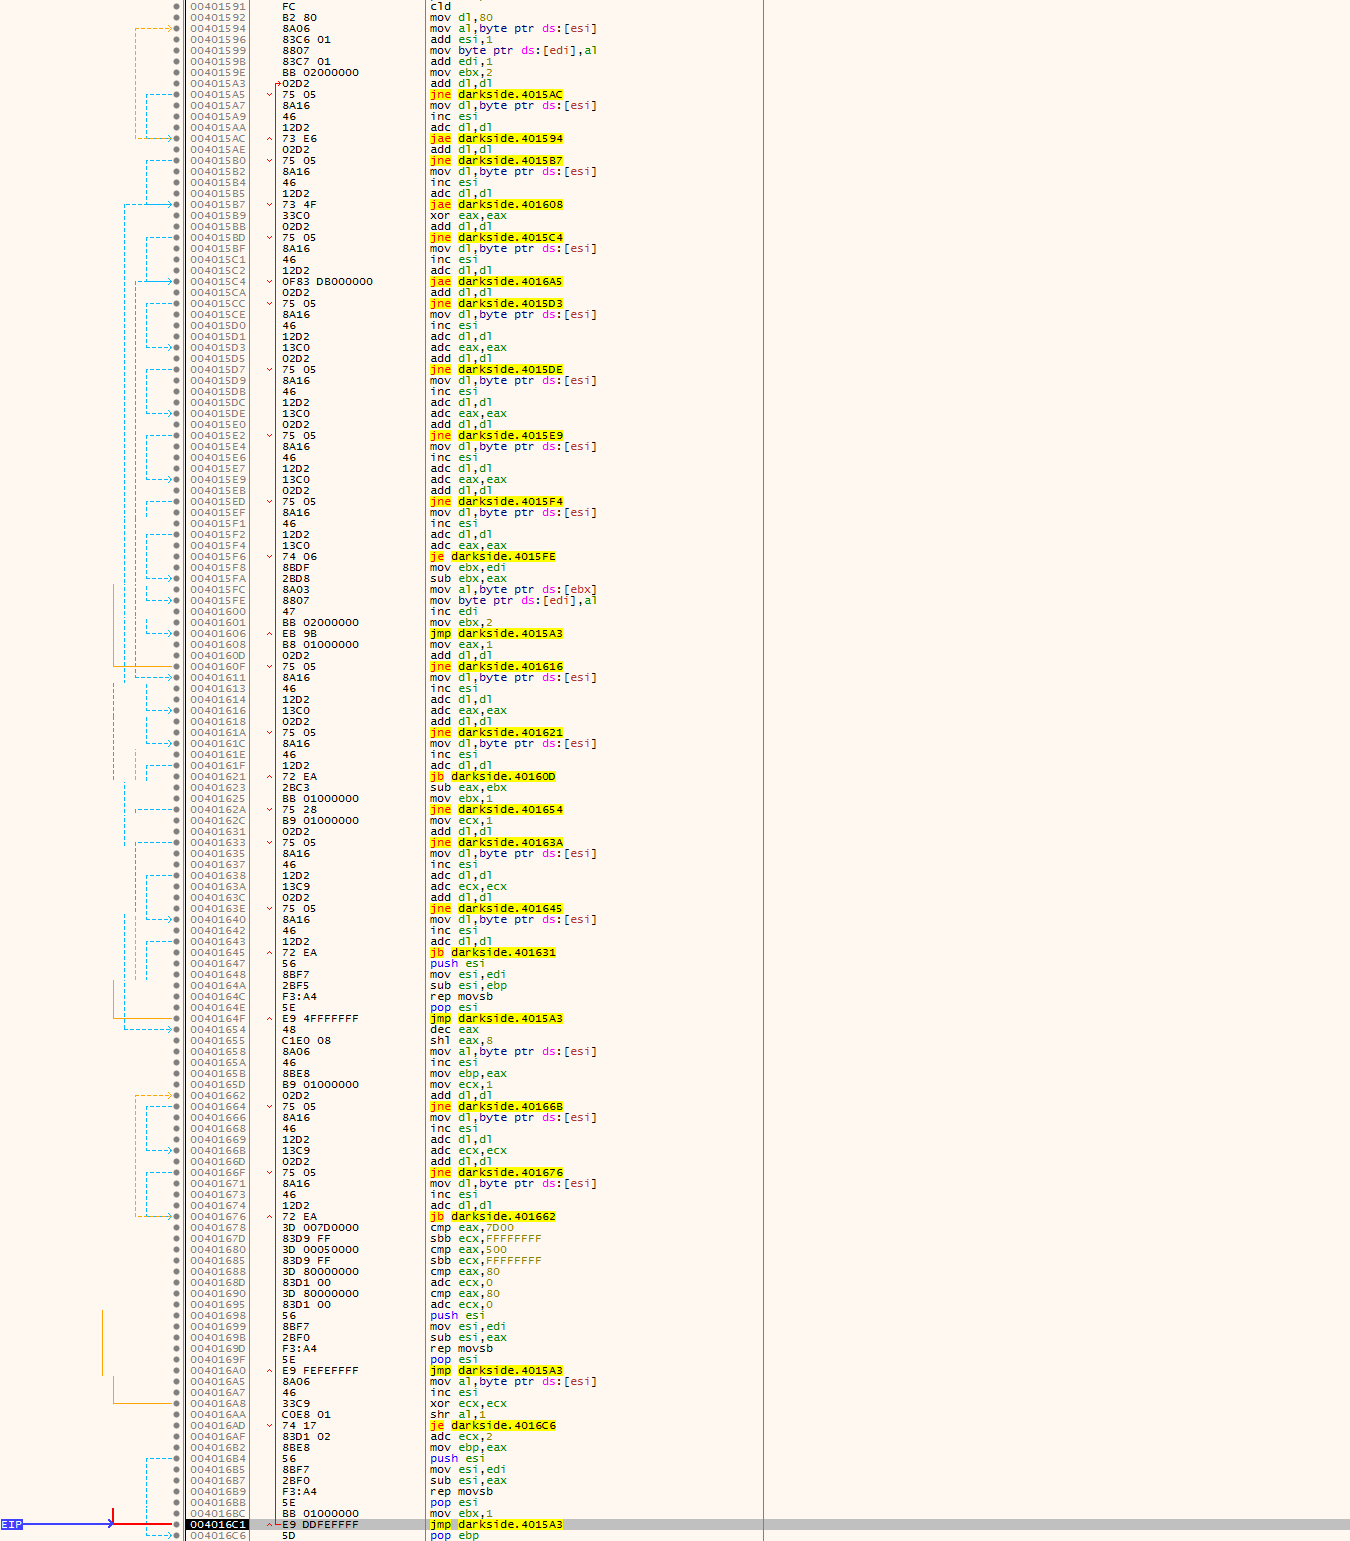 00401591 FC cld
00401592 B2 80 mov dl,80
00401594 8A06 mov al,byte ptr ds:[esi]
00401596 83C6 01 add esi,1
00401599 8807 mov byte ptr ds:[edi],al
0040159B 83C7 01 add edi,1
0040159E BB 02000000 mov ebx,2
004015A3 02D2 add dl,dl
004015A5 75 05 jne darkside.4015AC
004015A7 8A16 mov dl,byte ptr ds:[esi]
004015A9 46 inc esi
004015AA 12D2 adc dl,dl
004015AC 73 E6 jae darkside.401594
004015AE 02D2 add dl,dl
004015B0 75 05 jne darkside.4015B7
004015B2 8A16 mov dl,byte ptr ds:[esi]
004015B4 46 inc esi
004015B5 12D2 adc dl,dl
004015B7 73 4F jae darkside.401608
004015B9 33C0 xor eax,eax
004015BB 02D2 add dl,dl
004015BD 75 05 jne darkside.4015C4
004015BF 8A16 mov dl,byte ptr ds:[esi]
004015C1 46 inc esi
004015C2 12D2 adc dl,dl
004015C4 0F83 DB000000 jae darkside.4016A5
004015CA 02D2 add dl,dl
004015CC 75 05 jne darkside.4015D3
004015CE 8A16 mov dl,byte ptr ds:[esi]
004015D0 46 inc esi
004015D1 12D2 adc dl,dl
004015D3 13C0 adc eax,eax
004015D5 02D2 add dl,dl
004015D7 75 05 jne darkside.4015DE
004015D9 8A16 mov dl,byte ptr ds:[esi]
004015DB 46 inc esi
004015DC 12D2 adc dl,dl
004015DE 13C0 adc eax,eax
004015E0 02D2 add dl,dl
004015E2 75 05 jne darkside.4015E9
004015E4 8A16 mov dl,byte ptr ds:[esi]
004015E6 46 inc esi
004015E7 12D2 adc dl,dl
004015E9 13C0 adc eax,eax
004015EB 02D2 add dl,dl
004015ED 75 05 jne darkside.4015F4
004015EF 8A16 mov dl,byte ptr ds:[esi]
004015F1 46 inc esi
004015F2 12D2 adc dl,dl
004015F4 13C0 adc eax,eax
004015F6 74 06 je darkside.4015FE
004015F8 8BDF mov ebx,edi
004015FA 2BD8 sub ebx,eax
004015FC 8A03 mov al,byte ptr ds:[ebx]
004015FE 8807 mov byte ptr ds:[edi],al
00401600 47 inc edi
00401601 BB 02000000 mov ebx,2
00401606 EB 9B jmp darkside.4015A3
00401608 B8 01000000 mov eax,1
0040160D 02D2 add dl,dl
0040160F 75 05 jne darkside.401616
00401611 8A16 mov dl,byte ptr ds:[esi]
00401613 46 inc esi
00401614 12D2 adc dl,dl
00401616 13C0 adc eax,eax
00401618 02D2 add dl,dl
0040161A 75 05 jne darkside.401621
0040161C 8A16 mov dl,byte ptr ds:[esi]
0040161E 46 inc esi
0040161F 12D2 adc dl,dl
00401621 72 EA jb darkside.40160D
00401623 2BC3 sub eax,ebx
00401625 BB 01000000 mov ebx,1
0040162A 75 28 jne darkside.401654
0040162C B9 01000000 mov ecx,1
00401631 02D2 add dl,dl
00401633 75 05 jne darkside.40163A
00401635 8A16 mov dl,byte ptr ds:[esi]
00401637 46 inc esi
00401638 12D2 adc dl,dl
0040163A 13C9 adc ecx,ecx
0040163C 02D2 add dl,dl
0040163E 75 05 jne darkside.401645
00401640 8A16 mov dl,byte ptr ds:[esi]
00401642 46 inc esi
00401643 12D2 adc dl,dl
00401645 72 EA jb darkside.401631
00401647 56 push esi
00401648 8BF7 mov esi,edi
0040164A 2BF5 sub esi,ebp
0040164C F3:A4 rep movsb
0040164E 5E pop esi
0040164F E9 4FFFFFFF jmp darkside.4015A3
00401654 48 dec eax
00401655 C1E0 08 shl eax,8
00401658 8A06 mov al,byte ptr ds:[esi]
0040165A 46 inc esi
0040165B 8BE8 mov ebp,eax
0040165D B9 01000000 mov ecx,1
00401662 02D2 add dl,dl
00401664 75 05 jne darkside.40166B
00401666 8A16 mov dl,byte ptr ds:[esi]
00401668 46 inc esi
00401669 12D2 adc dl,dl
0040166B 13C9 adc ecx,ecx
0040166D 02D2 add dl,dl
0040166F 75 05 jne darkside.401676
00401671 8A16 mov dl,byte ptr ds:[esi]
00401673 46 inc esi
00401674 12D2 adc dl,dl
00401676 72 EA jb darkside.401662
00401678 3D 007D0000 cmp eax,7D00
0040167D 83D9 FF sbb ecx,FFFFFFFF
00401680 3D 00050000 cmp eax,500
00401685 83D9 FF sbb ecx,FFFFFFFF
00401688 3D 80000000 cmp eax,80
0040168D 83D1 00 adc ecx,0
00401690 3D 80000000 cmp eax,80
00401695 83D1 00 adc ecx,0
00401698 56 push esi
00401699 8BF7 mov esi,edi
0040169B 2BF0 sub esi,eax
0040169D F3:A4 rep movsb
0040169F 5E pop esi
004016A0 E9 FEFEFFFF jmp darkside.4015A3
004016A5 8A06 mov al,byte ptr ds:[esi]
004016A7 46 inc esi
004016A8 33C9 xor ecx,ecx
004016AA C0E8 01 shr al,1
004016AD 74 17 je darkside.4016C6
004016AF 83D1 02 adc ecx,2
004016B2 8BE8 mov ebp,eax
004016B4 56 push esi
004016B5 8BF7 mov esi,edi
004016B7 2BF0 sub esi,eax
004016B9 F3:A4 rep movsb
004016BB 5E pop esi
004016BC BB 01000000 mov ebx,1
EIP 004016C1 E9 DDFEFFFF jmp darkside.4015A3
004016C6 5D pop ebp